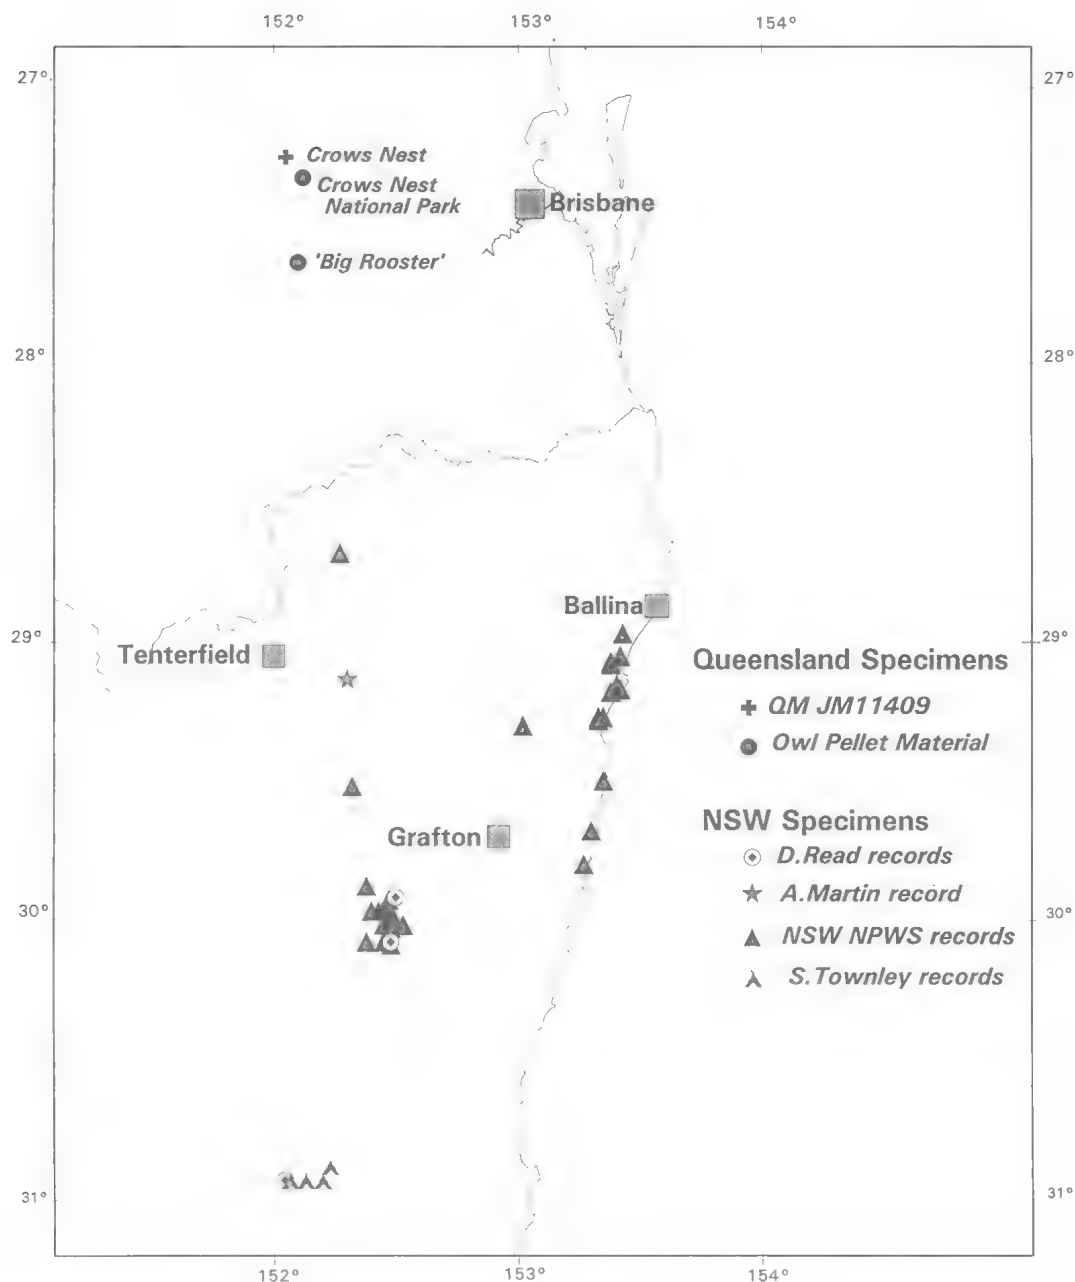 152° 153° 154°
27° 27°
Crows Nest
Crows Nest
National Park
Brisbane
'Big Rooster'
28° 28°
Ballina
29° 29°
Tenterfield
Queensland Specimens
QM JM11409
Owl Pellet Material
NSW Specimens
Grafton
D.Read records
A.Martin record
30° 30°
NSW NPWS records
S.Townley records
31° 31°
152° 153° 154°